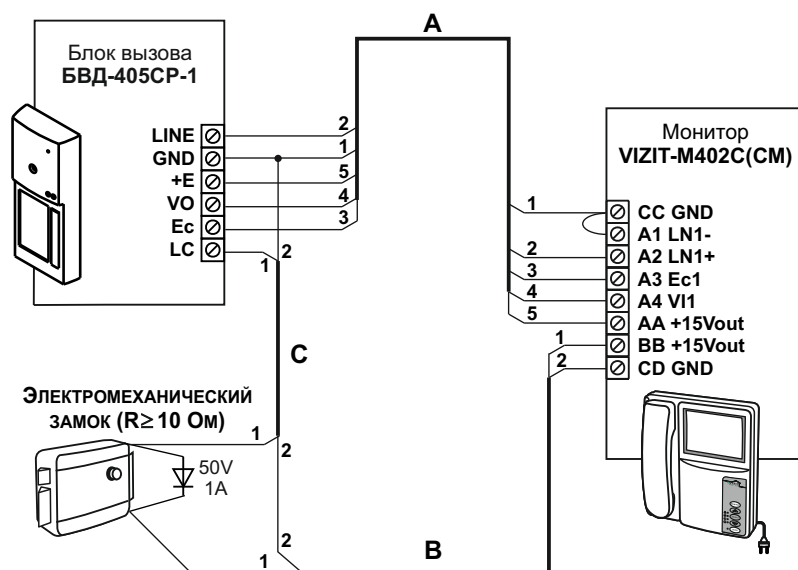 A
Блок вызова
БВД-405CP-1
LINE 2
GND 1
+E 5
VO 4
Ec 3
LC 1 2
Монитор
VIZIT-M402C(CM)
1 CC GND
A1 LN1-
2 A2 LN1+
3 A3 Ec1
4 A4 VI1
5 AA +15Vout
1 BB +15Vout
2 CD GND
C
ЭЛЕКТРОМЕХАНИЧЕСКИЙ
ЗАМОК (R≥ 10 ОМ)
1 2
50V
1A
2
1
B